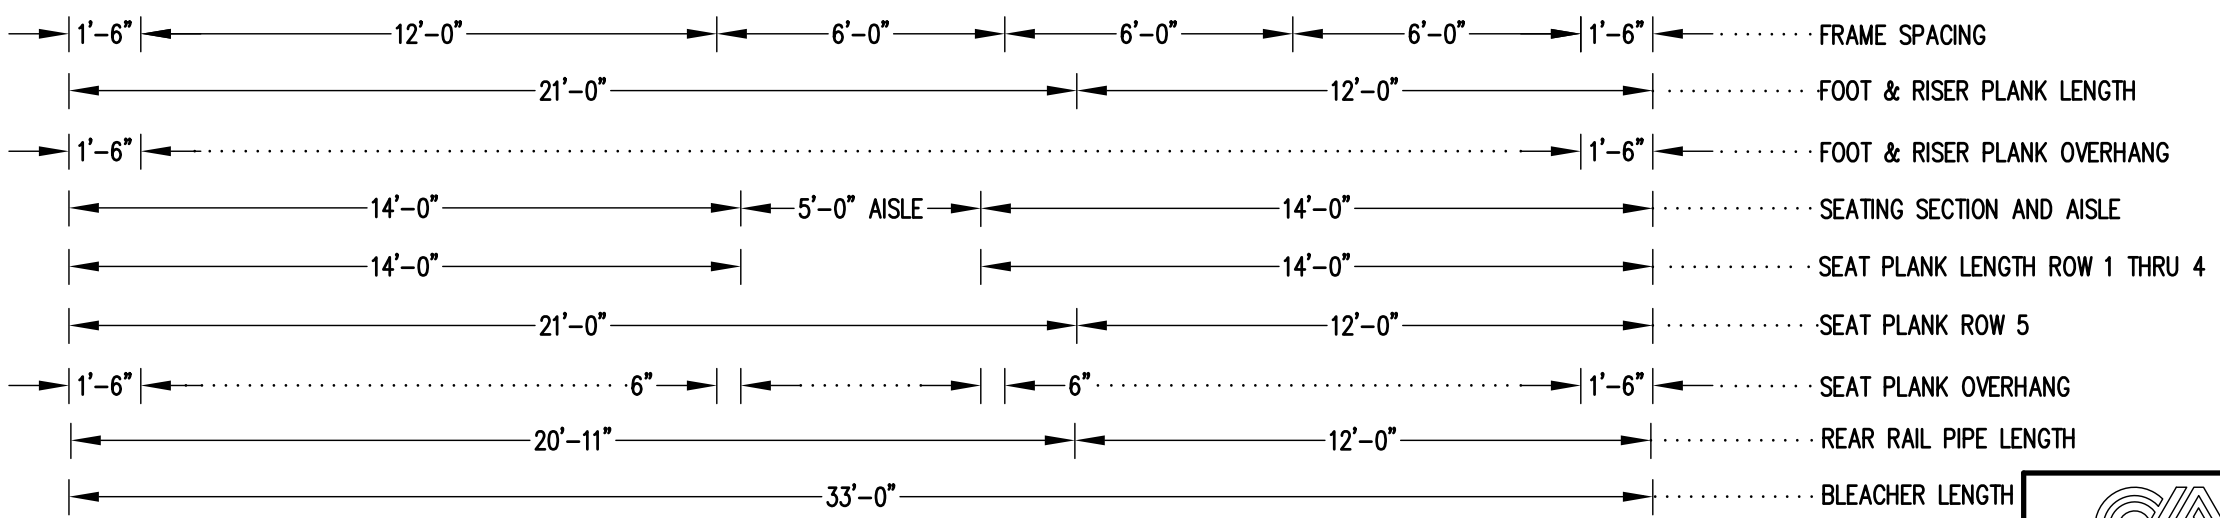 1'-6" 12'-0" 6'-0" 6'-0" 6'-0" 1'-6" FRAME SPACING
21'-0" 12'-0" FOOT & RISER PLANK LENGTH
1'-6" 1'-6" FOOT & RISER PLANK OVERHANG
14'-0" 5'-0" AISLE 14'-0" SEATING SECTION AND AISLE
14'-0" 14'-0" SEAT PLANK LENGTH ROW 1 THRU 4
21'-0" 12'-0" SEAT PLANK ROW 5
1'-6" 6" 6" 1'-6" SEAT PLANK OVERHANG
20'-11" 12'-0" REAR RAIL PIPE LENGTH
33'-0" BLEACHER LENGTH